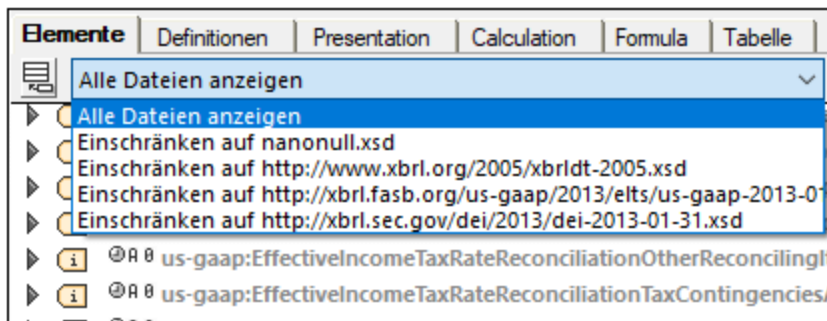 Elemente Definitionen Presentation Calculation Formula Tabelle
Alle Dateien anzeigen
Alle Dateien anzeigen
Einschränken auf nanonull.xsd
Einschränken auf http://www.xbrl.org/2005/xbrldt-2005.xsd
Einschränken auf http://xbrl.fasb.org/us-gaap/2013/elts/us-gaap-2013-01
Einschränken auf http://xbrl.sec.gov/dei/2013/dei-2013-01-31.xsd
us-gaap:EffectiveIncomeTaxRateReconciliationOtherReconcilingI
us-gaap:EffectiveIncomeTaxRateReconciliationTaxContingencies